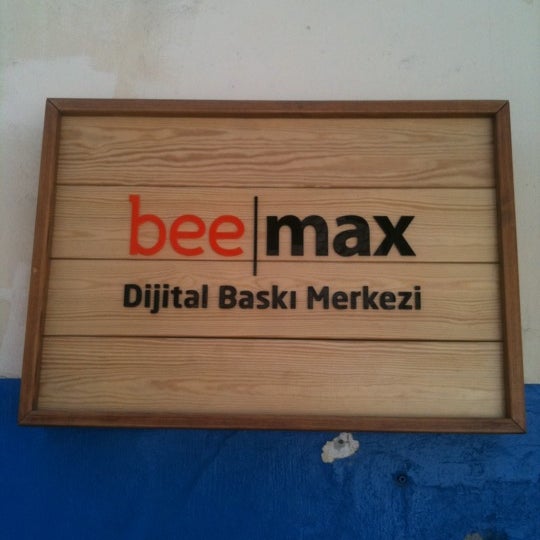 bee|max
Dijital Baskı Merkezi